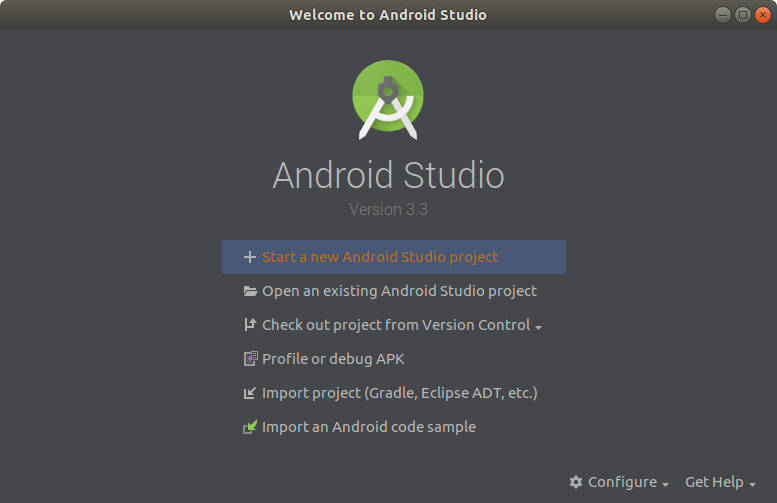 Welcome to Android Studio
Android Studio
Version 3.3
Start a new Android Studio project
Open an existing Android Studio project
Check out project from Version Control
Profile or debug APK
Import project (Gradle, Eclipse ADT, etc.)
Import an Android code sample
Configure Get Help